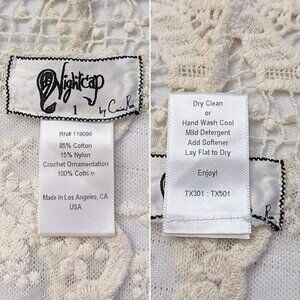 Nightcap
1 by Carisa Rene
RN# 119096
85% Cotton
15% Nylon
Crochet Ornamentation
100% Cotton
Made in Los Angeles, CA
USA
Dry Clean
or
Hand Wash Cool
Mild Detergent
Add Softener
Lay Flat to Dry
Enjoy!
TX301 : TX501